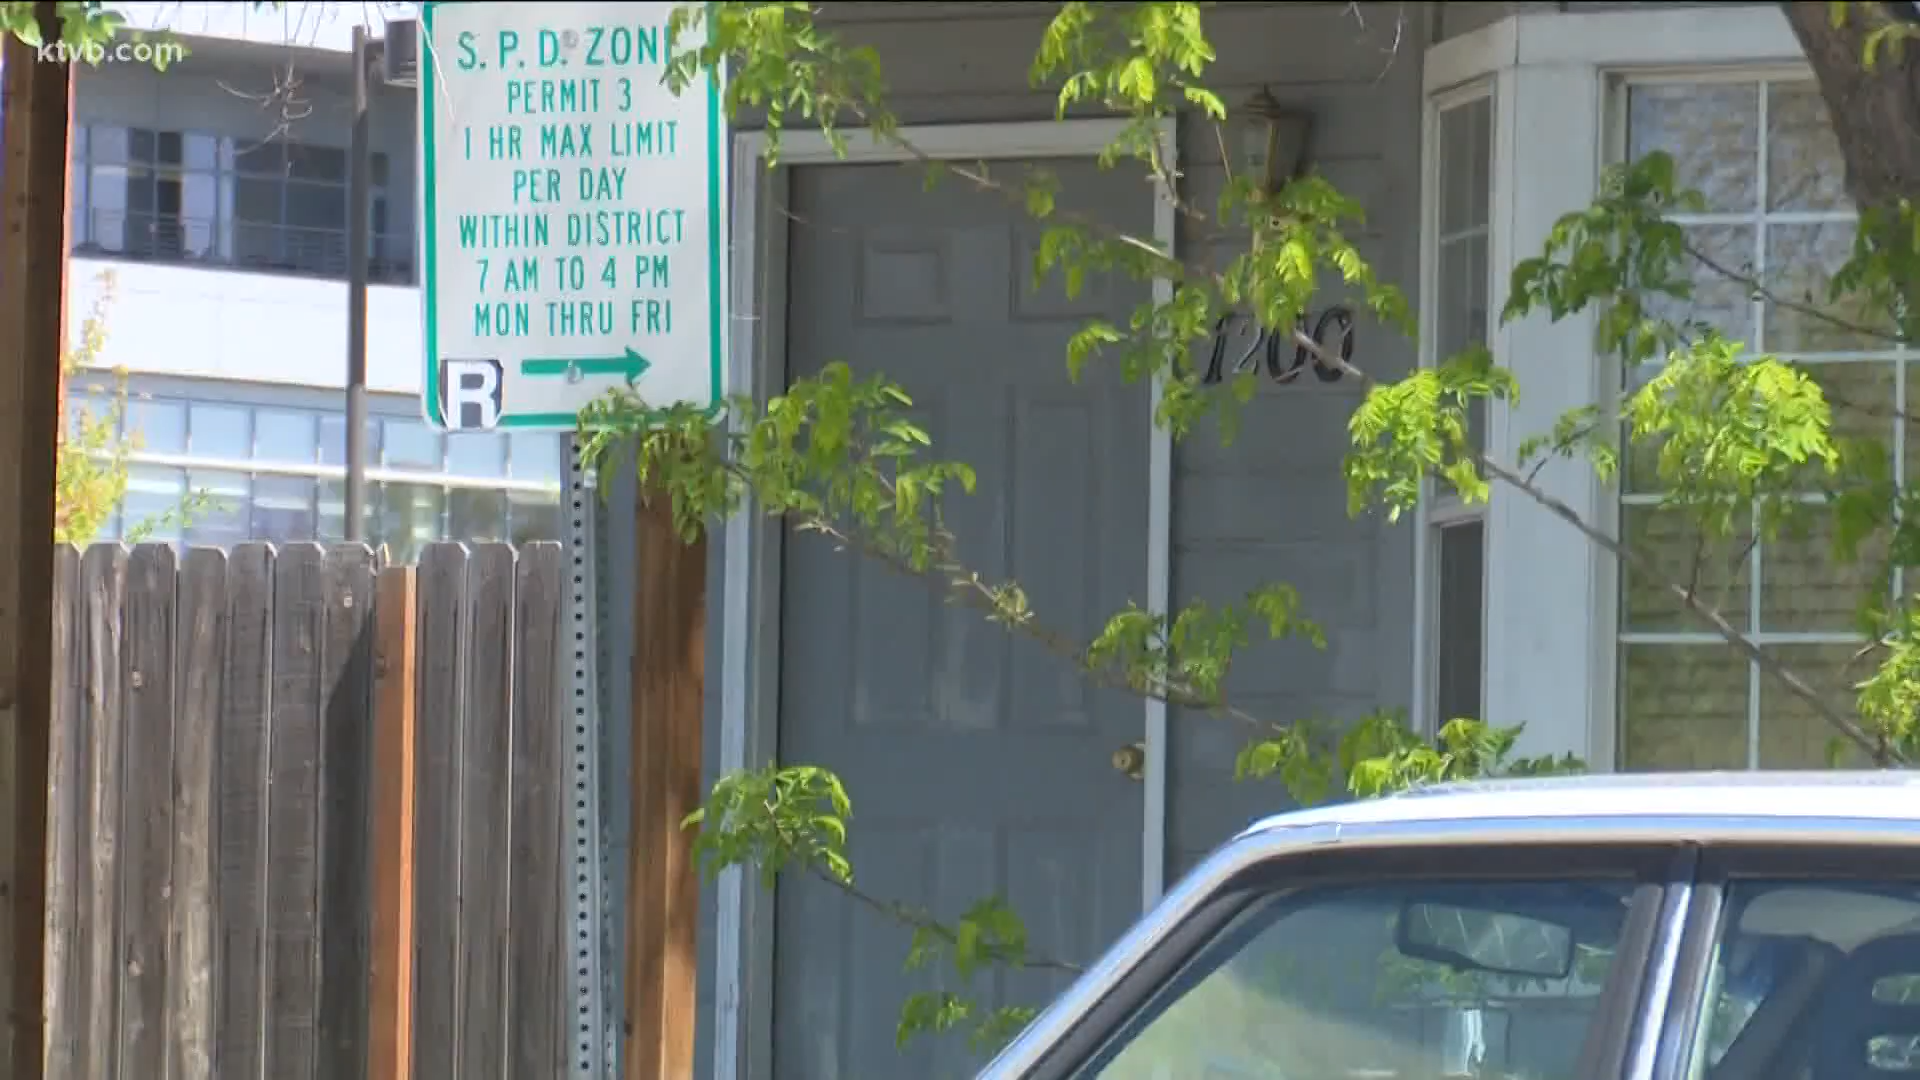 ktvb.com
S. P. D. ZONE
PERMIT 3
1 HR MAX LIMIT
PER DAY
WITHIN DISTRICT
7 AM TO 4 PM
MON THRU FRI
R
1200